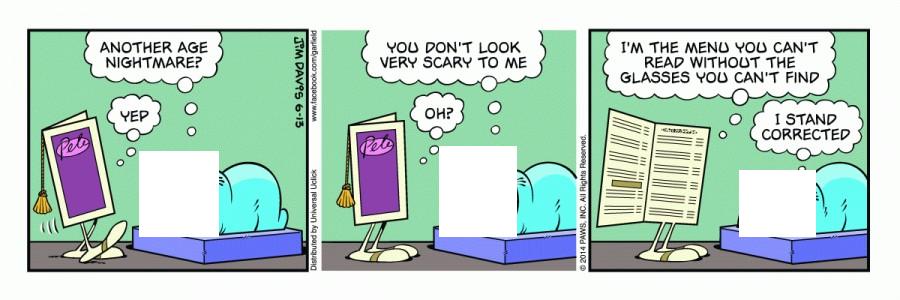 ANOTHER AGE
NIGHTMARE?
YEP
Pete
JIM DAVIS 6-13
www.facebook.com/garfield
Distributed by Universal Uclick
YOU DON'T LOOK
VERY SCARY TO ME
OH?
Pete
© 2014 PAWS, INC. All Rights Reserved.
I'M THE MENU YOU CAN'T
READ WITHOUT THE
GLASSES YOU CAN'T FIND
I STAND
CORRECTED